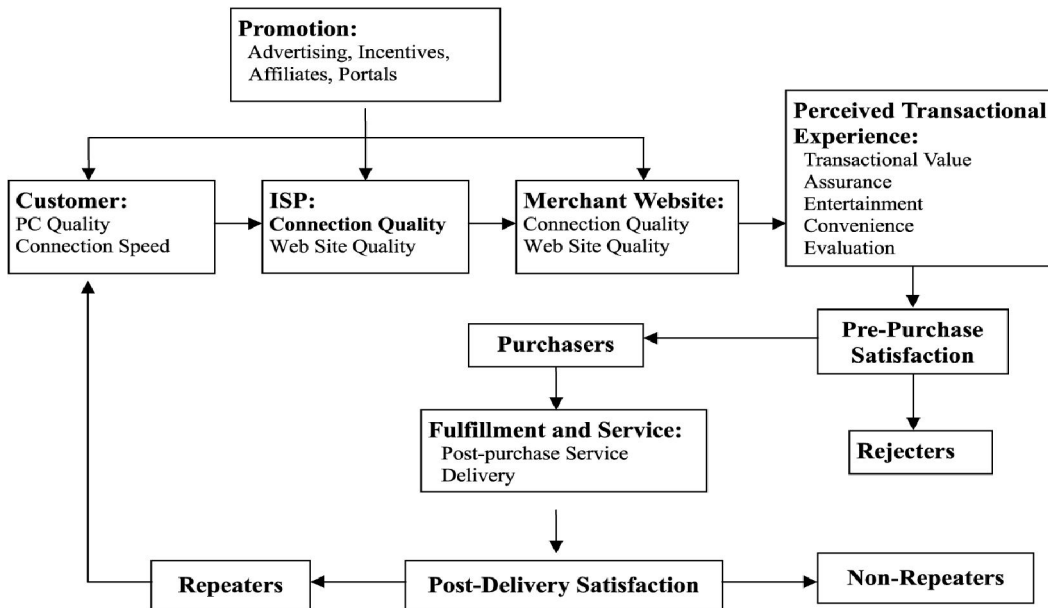 Promotion:
Advertising, Incentives,
Affiliates, Portals
Customer:
PC Quality
Connection Speed
ISP:
Connection Quality
Web Site Quality
Merchant Website:
Connection Quality
Web Site Quality
Perceived Transactional
Experience:
Transactional Value
Assurance
Entertainment
Convenience
Evaluation
Pre-Purchase
Satisfaction
Purchasers
Rejecters
Fulfillment and Service:
Post-purchase Service
Delivery
Repeaters
Post-Delivery Satisfaction
Non-Repeaters